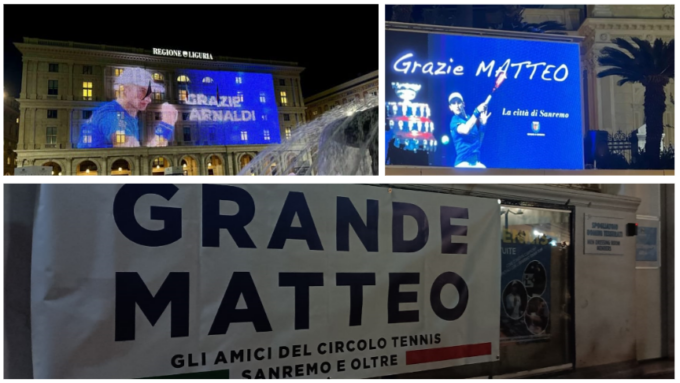 REGIONE LIGURIA
GRAZIE
ARNALDI
Grazie MATTEO
La città di Sanremo
GRANDE
MATTEO
GLI AMICI DEL CIRCOLO TENNIS
SANREMO E OLTRE